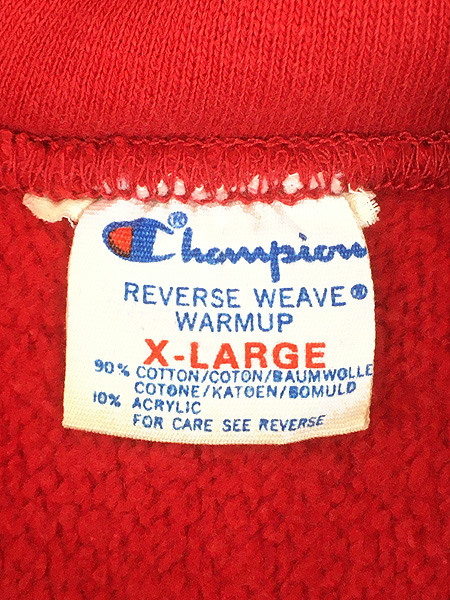 Champion®
REVERSE WEAVE®
WARMUP
X-LARGE
90% COTTON/COTON/BAUMWOLLE
COTONE/KATOEN/BOMULD
10% ACRYLIC
FOR CARE SEE REVERSE